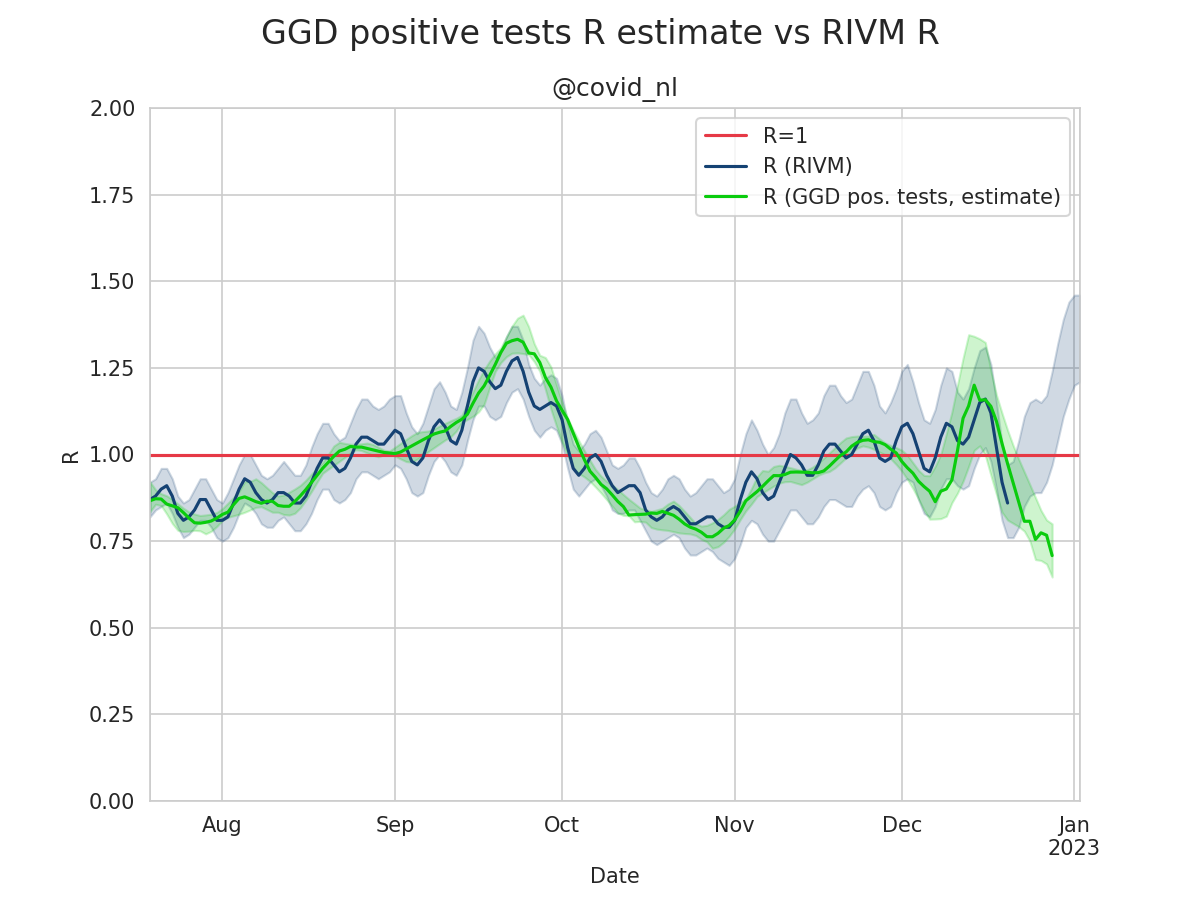 GGD positive tests R estimate vs RIVM R
@covid_nl
R=1
R (RIVM)
R (GGD pos. tests, estimate)
2.00
1.75
1.50
1.25
1.00
0.75
0.50
0.25
0.00
R
Aug
Sep
Oct
Nov
Dec
Jan
2023
Date